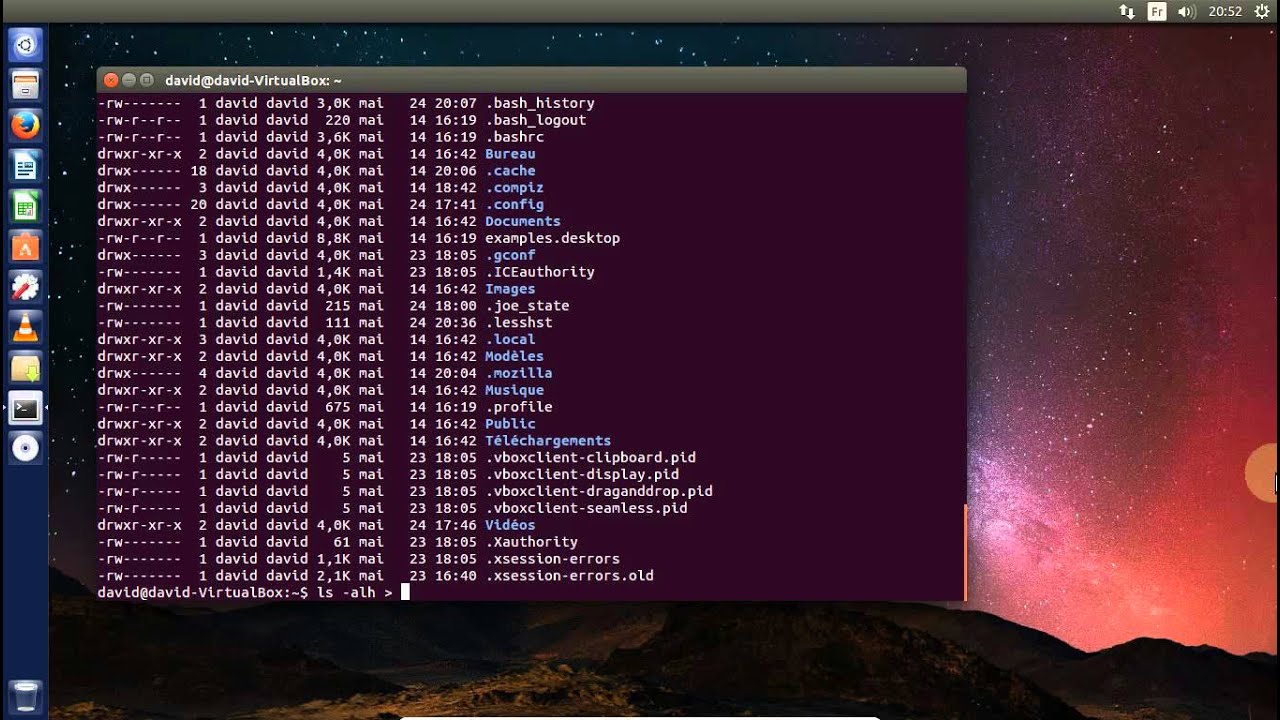 Fr 20:52
david@david-VirtualBox: ~
-rw------- 1 david david 3,0K mai 24 20:07 .bash_history
-rw-r--r-- 1 david david 220 mai 14 16:19 .bash_logout
-rw-r--r-- 1 david david 3,6K mai 14 16:19 .bashrc
drwxr-xr-x 2 david david 4,0K mai 14 16:42 Bureau
drwx------ 18 david david 4,0K mai 14 20:06 .cache
drwx------ 3 david david 4,0K mai 14 18:42 .compiz
drwx------ 20 david david 4,0K mai 24 17:41 .config
drwxr-xr-x 2 david david 4,0K mai 14 16:42 Documents
-rw-r--r-- 1 david david 8,8K mai 14 16:19 examples.desktop
drwx------ 3 david david 4,0K mai 23 18:05 .gconf
-rw------- 1 david david 1,4K mai 23 18:05 .ICEauthority
drwxr-xr-x 2 david david 4,0K mai 14 16:42 Images
-rw------- 1 david david 215 mai 24 18:00 .joe_state
-rw------- 1 david david 111 mai 24 20:36 .lesshst
drwxr-xr-x 3 david david 4,0K mai 14 16:42 .local
drwxr-xr-x 2 david david 4,0K mai 14 16:42 Modèles
drwx------ 4 david david 4,0K mai 14 20:04 .mozilla
drwxr-xr-x 2 david david 4,0K mai 14 16:42 Musique
-rw-r--r-- 1 david david 675 mai 14 16:19 .profile
drwxr-xr-x 2 david david 4,0K mai 14 16:42 Public
drwxr-xr-x 2 david david 4,0K mai 14 16:42 Téléchargements
-rw-r----- 1 david david 5 mai 23 18:05 .vboxclient-clipboard.pid
-rw-r----- 1 david david 5 mai 23 18:05 .vboxclient-display.pid
-rw-r----- 1 david david 5 mai 23 18:05 .vboxclient-draganddrop.pid
-rw-r----- 1 david david 5 mai 23 18:05 .vboxclient-seamless.pid
drwxr-xr-x 2 david david 4,0K mai 24 17:46 Vidéos
-rw------- 1 david david 61 mai 23 18:05 .Xauthority
-rw------- 1 david david 1,1K mai 23 18:05 .xsession-errors
-rw------- 1 david david 2,1K mai 23 16:40 .xsession-errors.old
david@david-VirtualBox:~$ ls -alh >